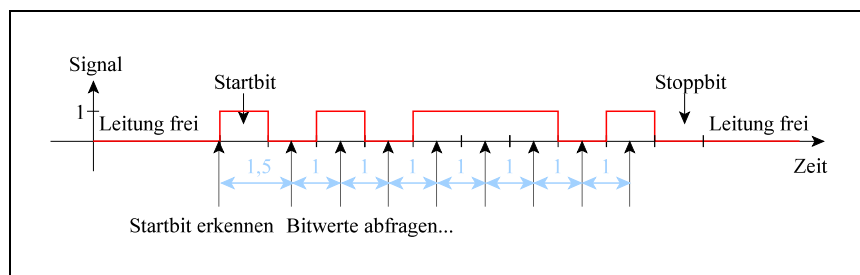 Signal
Startbit
Stoppbit
1
Leitung frei
Leitung frei
Zeit
1,5 1 1 1 1 1 1 1
Startbit erkennen Bitwerte abfragen...